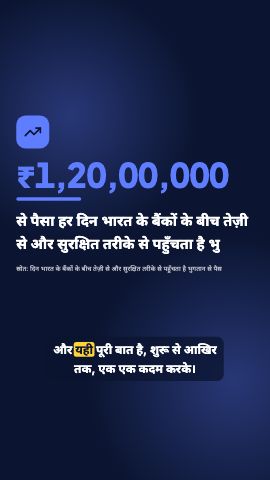 ₹1,20,00,000
से पैसा हर दिन भारत के बैंकों के बीच तेज़ी
से और सुरक्षित तरीके से पहुँचता है भु
स्रोत: दिन भारत के बैंकों के बीच तेज़ी से और सुरक्षित तरीके से पहुँचता है भुगतान से पैस
और यही पूरी बात है, शुरू से आखिर
तक, एक एक कदम करके।